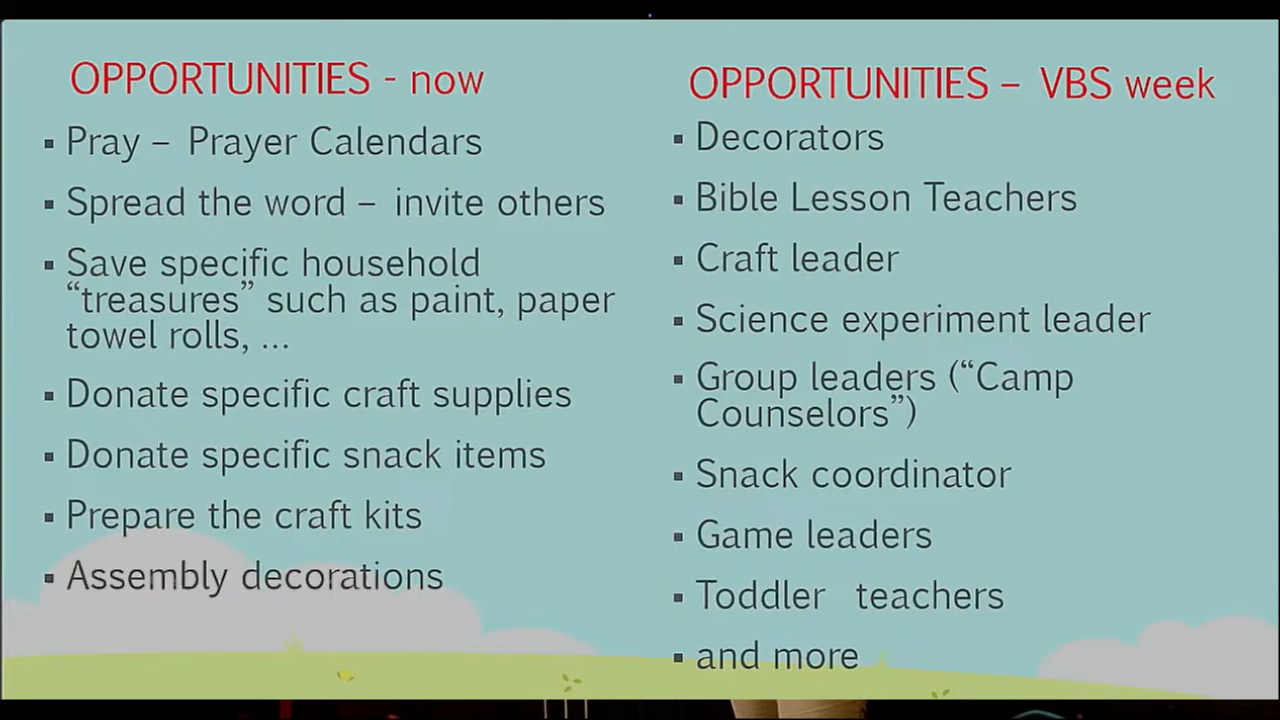 OPPORTUNITIES - now
▪ Pray – Prayer Calendars
▪ Spread the word – invite others
▪ Save specific household
“treasures” such as paint, paper
towel rolls, ...
▪ Donate specific craft supplies
▪ Donate specific snack items
▪ Prepare the craft kits
▪ Assembly decorations
OPPORTUNITIES – VBS week
▪ Decorators
▪ Bible Lesson Teachers
▪ Craft leader
▪ Science experiment leader
▪ Group leaders (“Camp
Counselors”)
▪ Snack coordinator
▪ Game leaders
▪ Toddler teachers
▪ and more